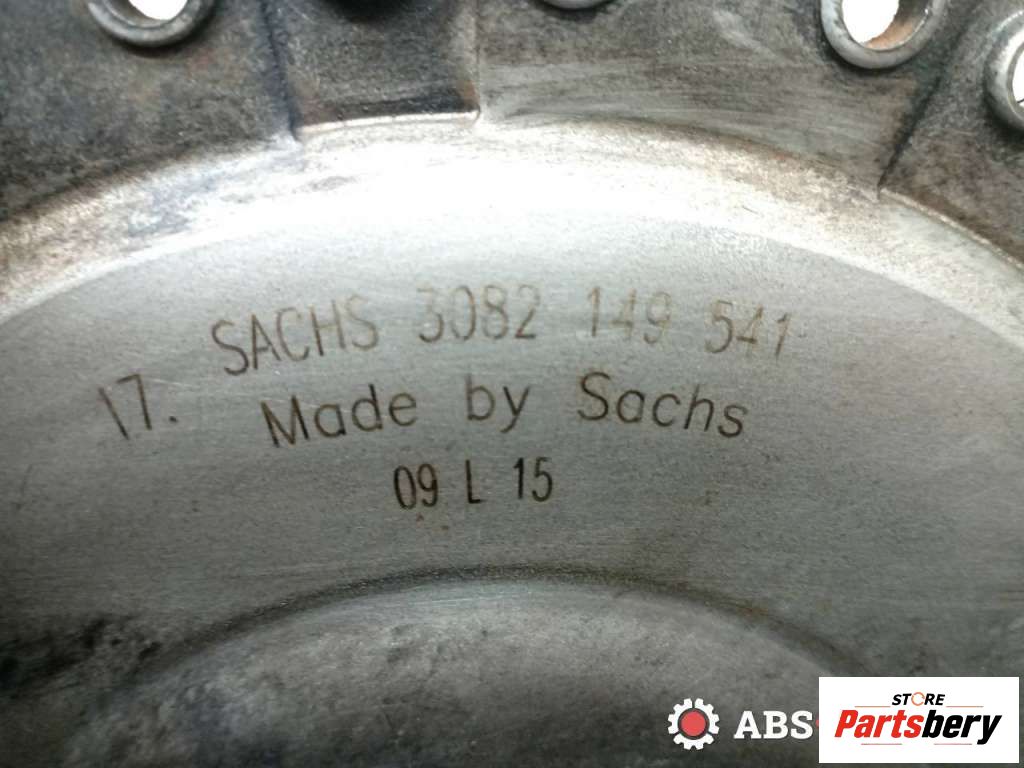 SACHS 3082 149 541
17. Made by Sachs
09 L 15
ABS
STORE
Partsbery